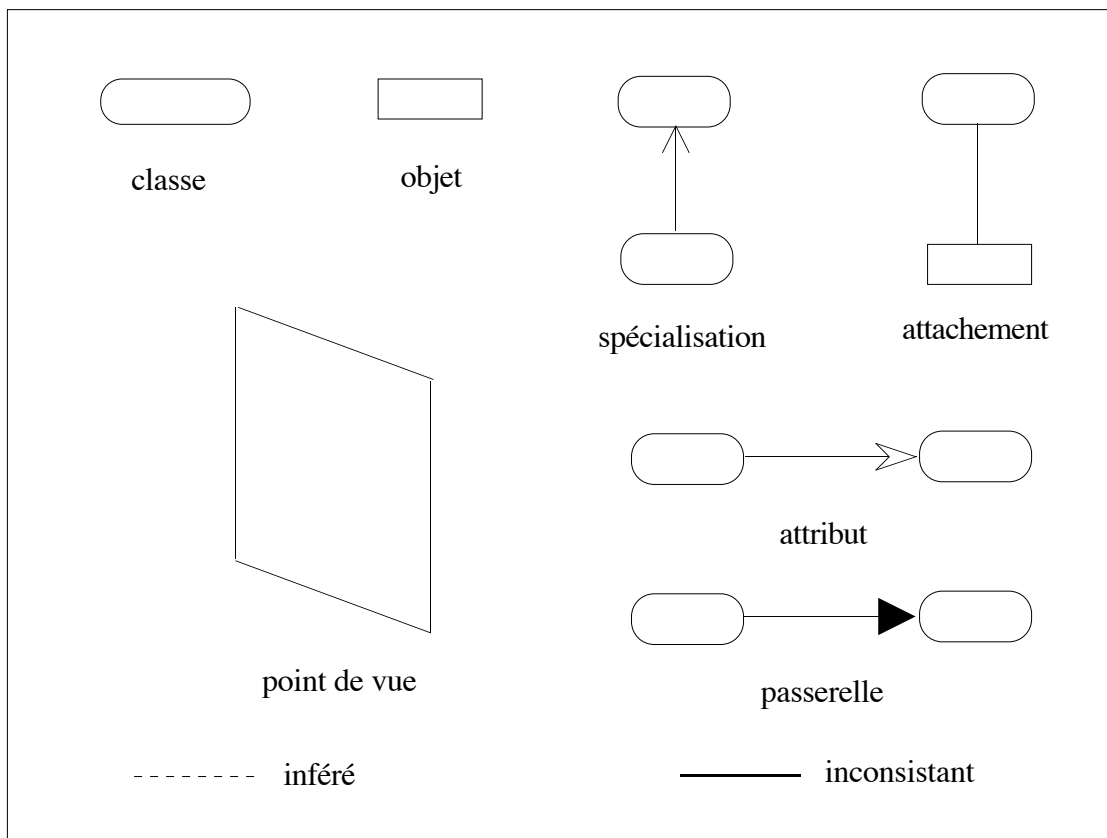 classe
objet
spécialisation
attachement
attribut
point de vue
passerelle
inféré
inconsistant